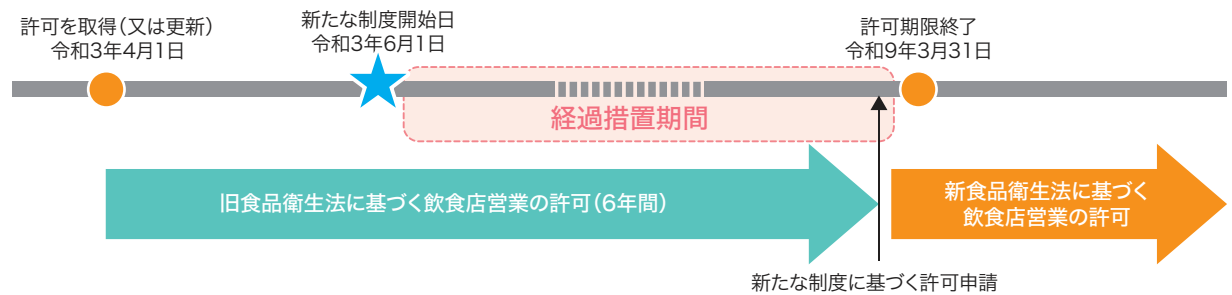 許可を取得（又は更新）
令和3年4月1日
新たな制度開始日
令和3年6月1日
許可期限終了
令和9年3月31日
経過措置期間
旧食品衛生法に基づく飲食店営業の許可（6年間）
新食品衛生法に基づく
飲食店営業の許可
新たな制度に基づく許可申請